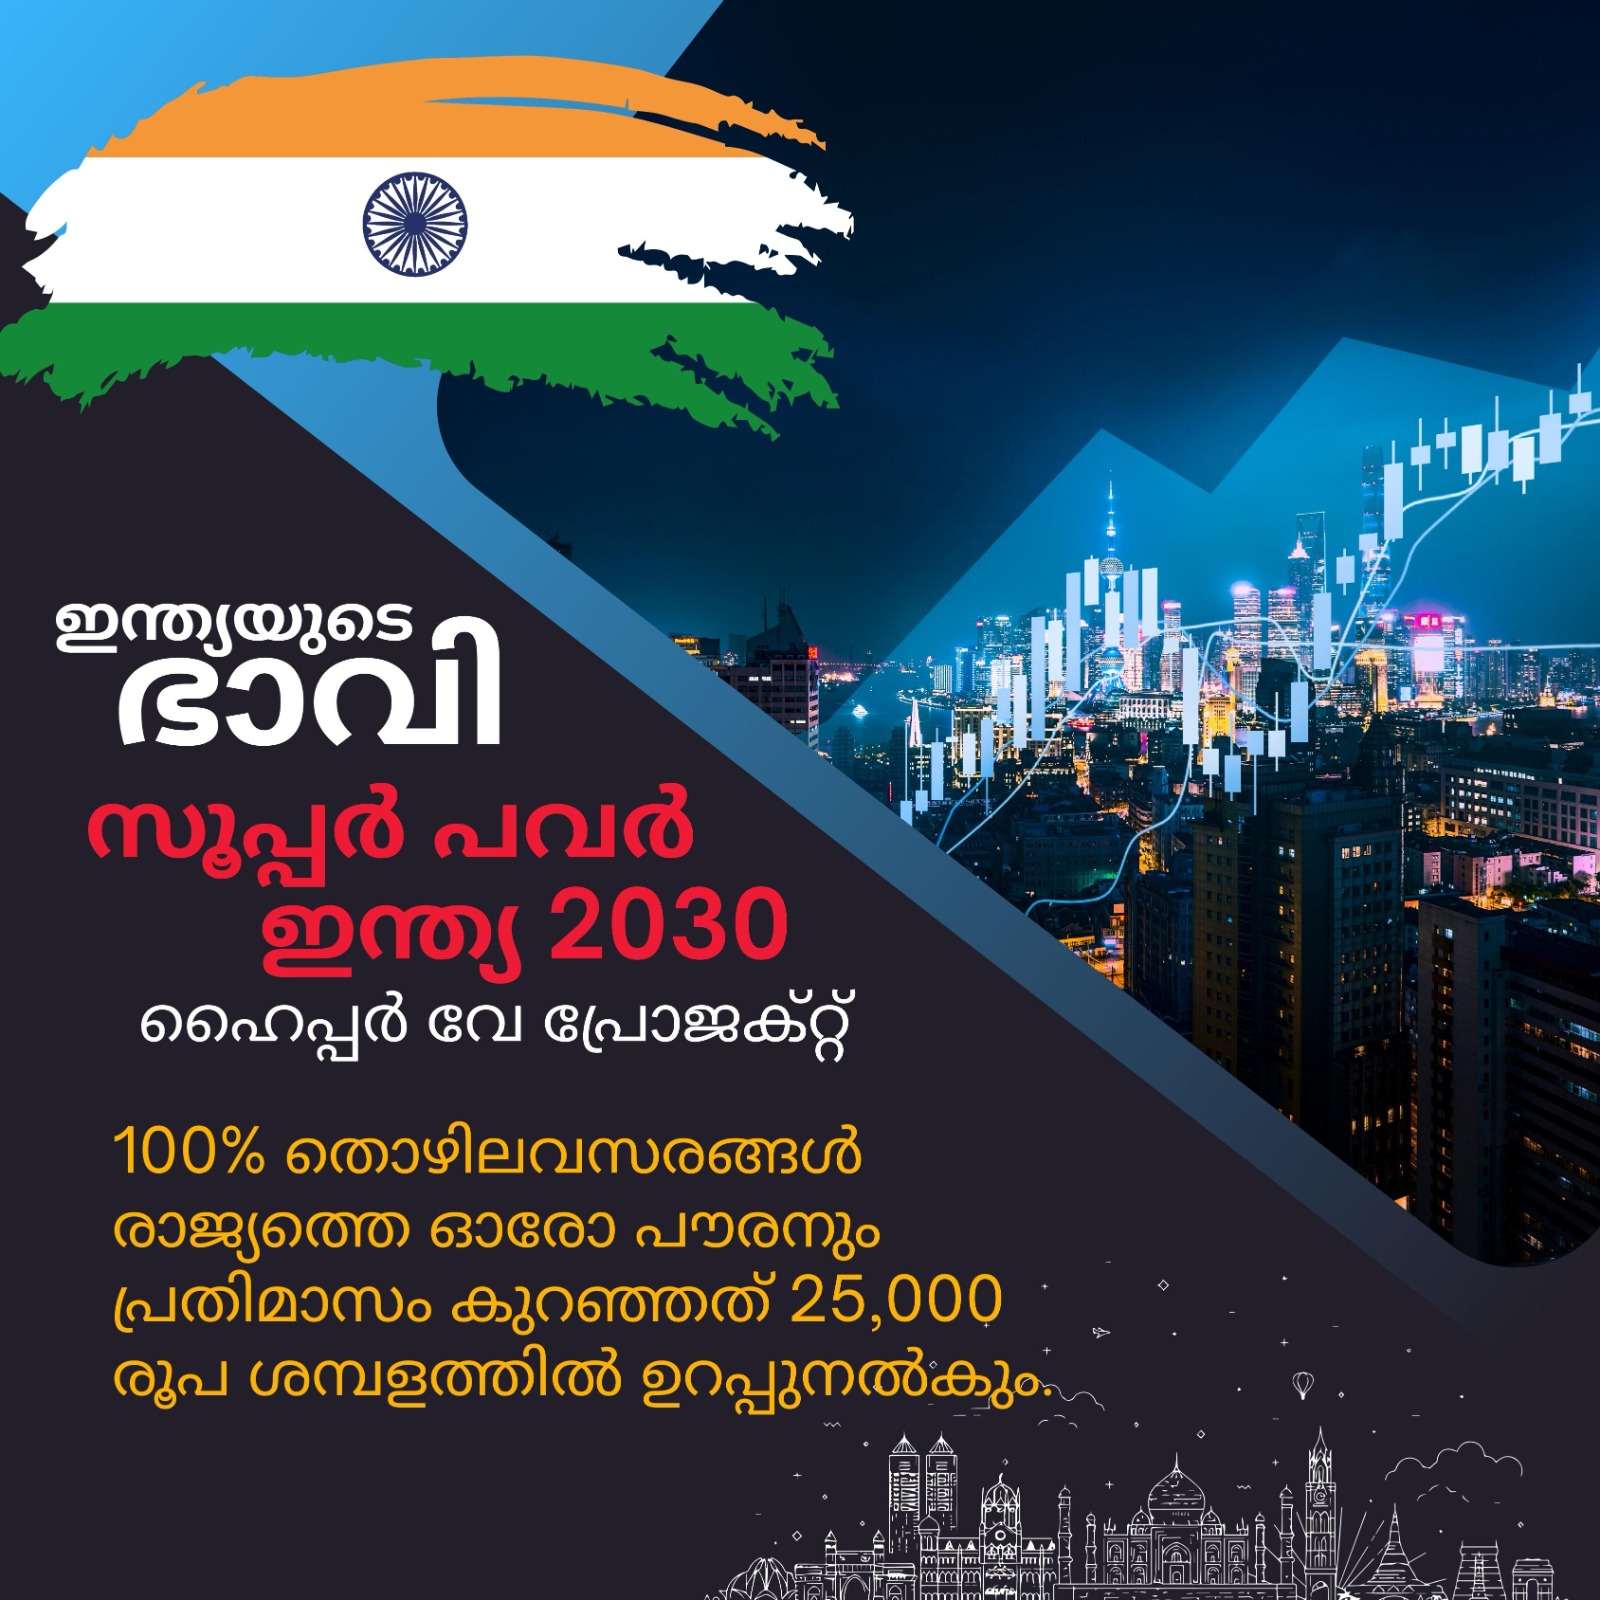 ഇന്ത്യയുടെ
ഭാവി
സൂപ്പർ പവർ
ഇന്ത്യ 2030
ഹൈപ്പർ വേ പ്രോജക്റ്റ്
100% തൊഴിലവസരങ്ങൾ
രാജ്യത്തെ ഓരോ പൗരനും
പ്രതിമാസം കുറഞ്ഞത് 25,000
രൂപ ശമ്പളത്തിൽ ഉറപ്പുനൽകും.